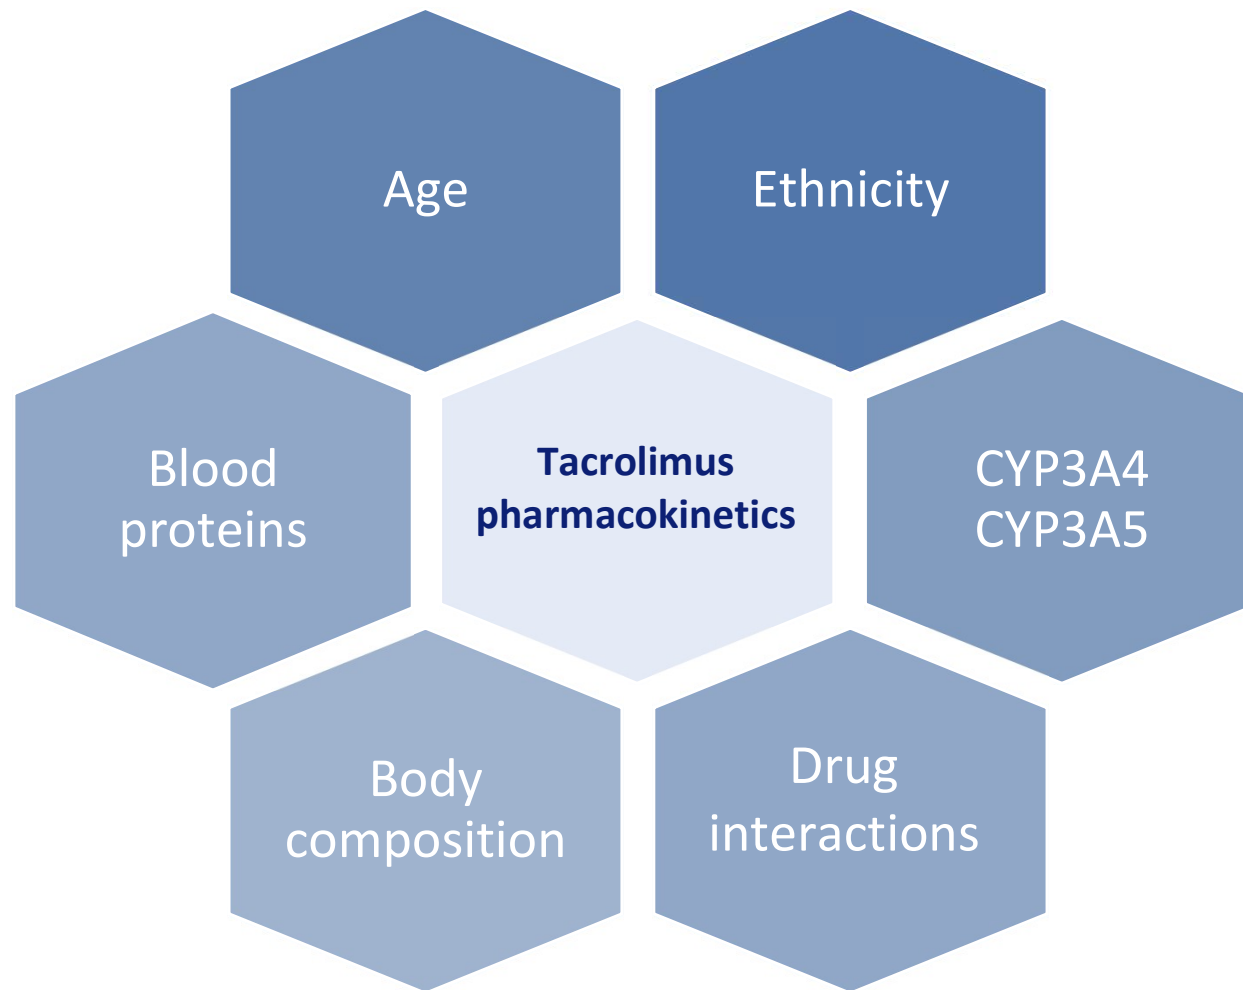 Age
Ethnicity
Blood
proteins
Tacrolimus
pharmacokinetics
CYP3A4
CYP3A5
Body
composition
Drug
interactions